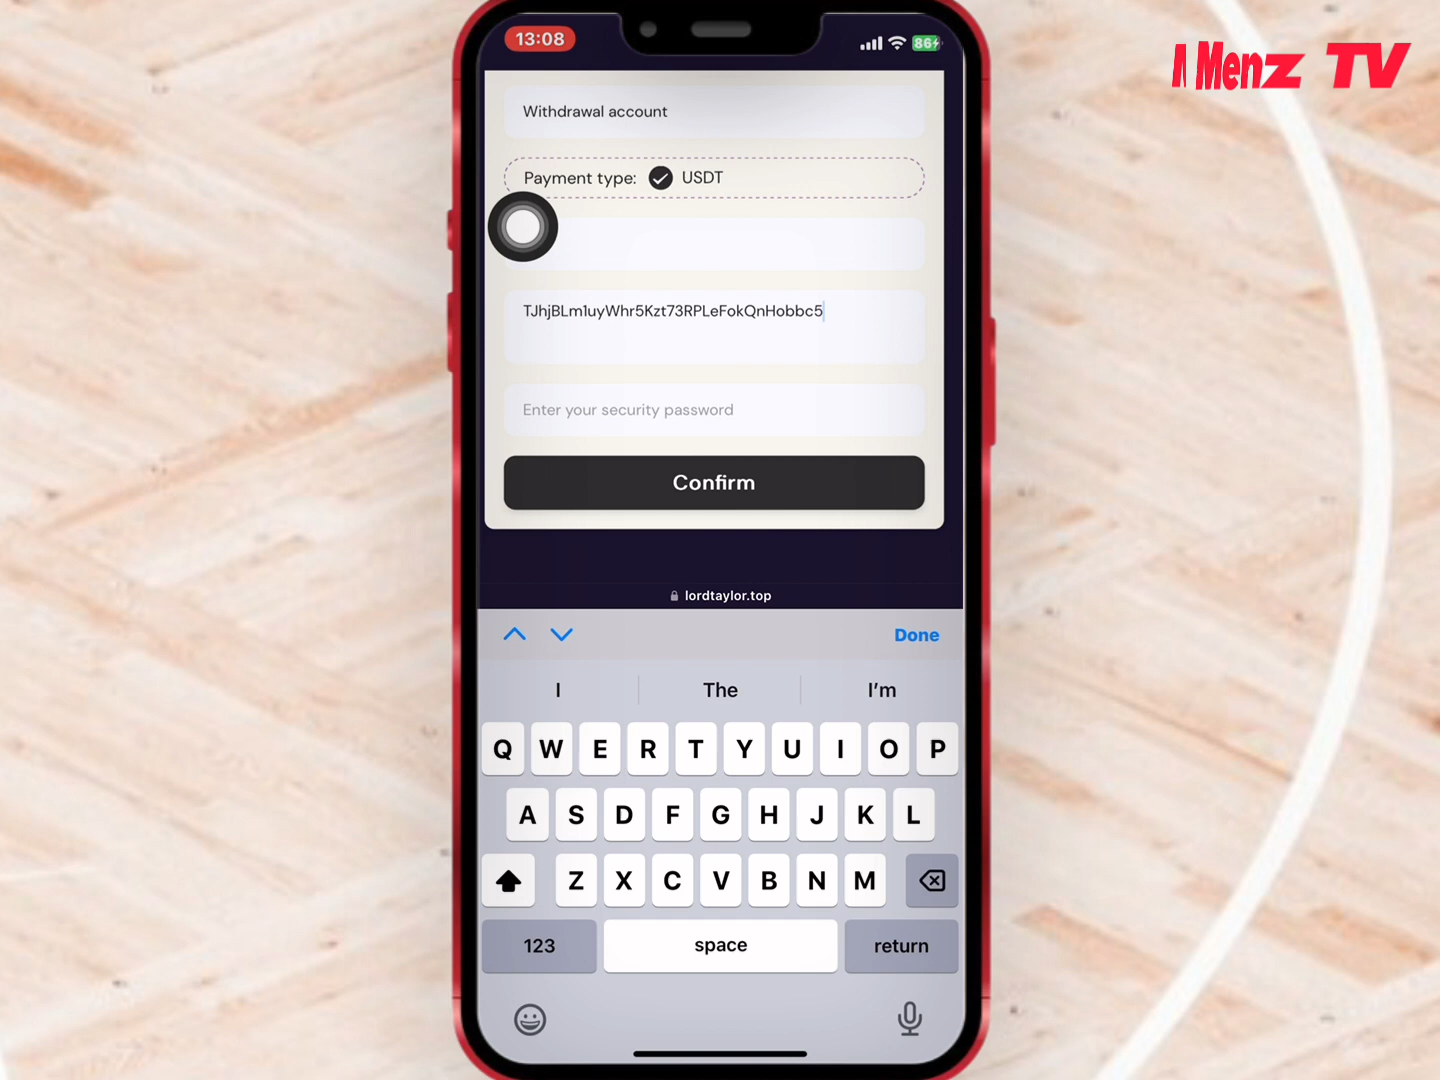 13:08
86
A Menz TV
Withdrawal account
Payment type: USDT
TJhjBLm1uyWhr5Kzt73RPLeFokQnHobbc5
Enter your security password
Confirm
lordtaylor.top
Done
I The I'm
Q W E R T Y U I O P
A S D F G H J K L
Z X C V B N M
123 space return